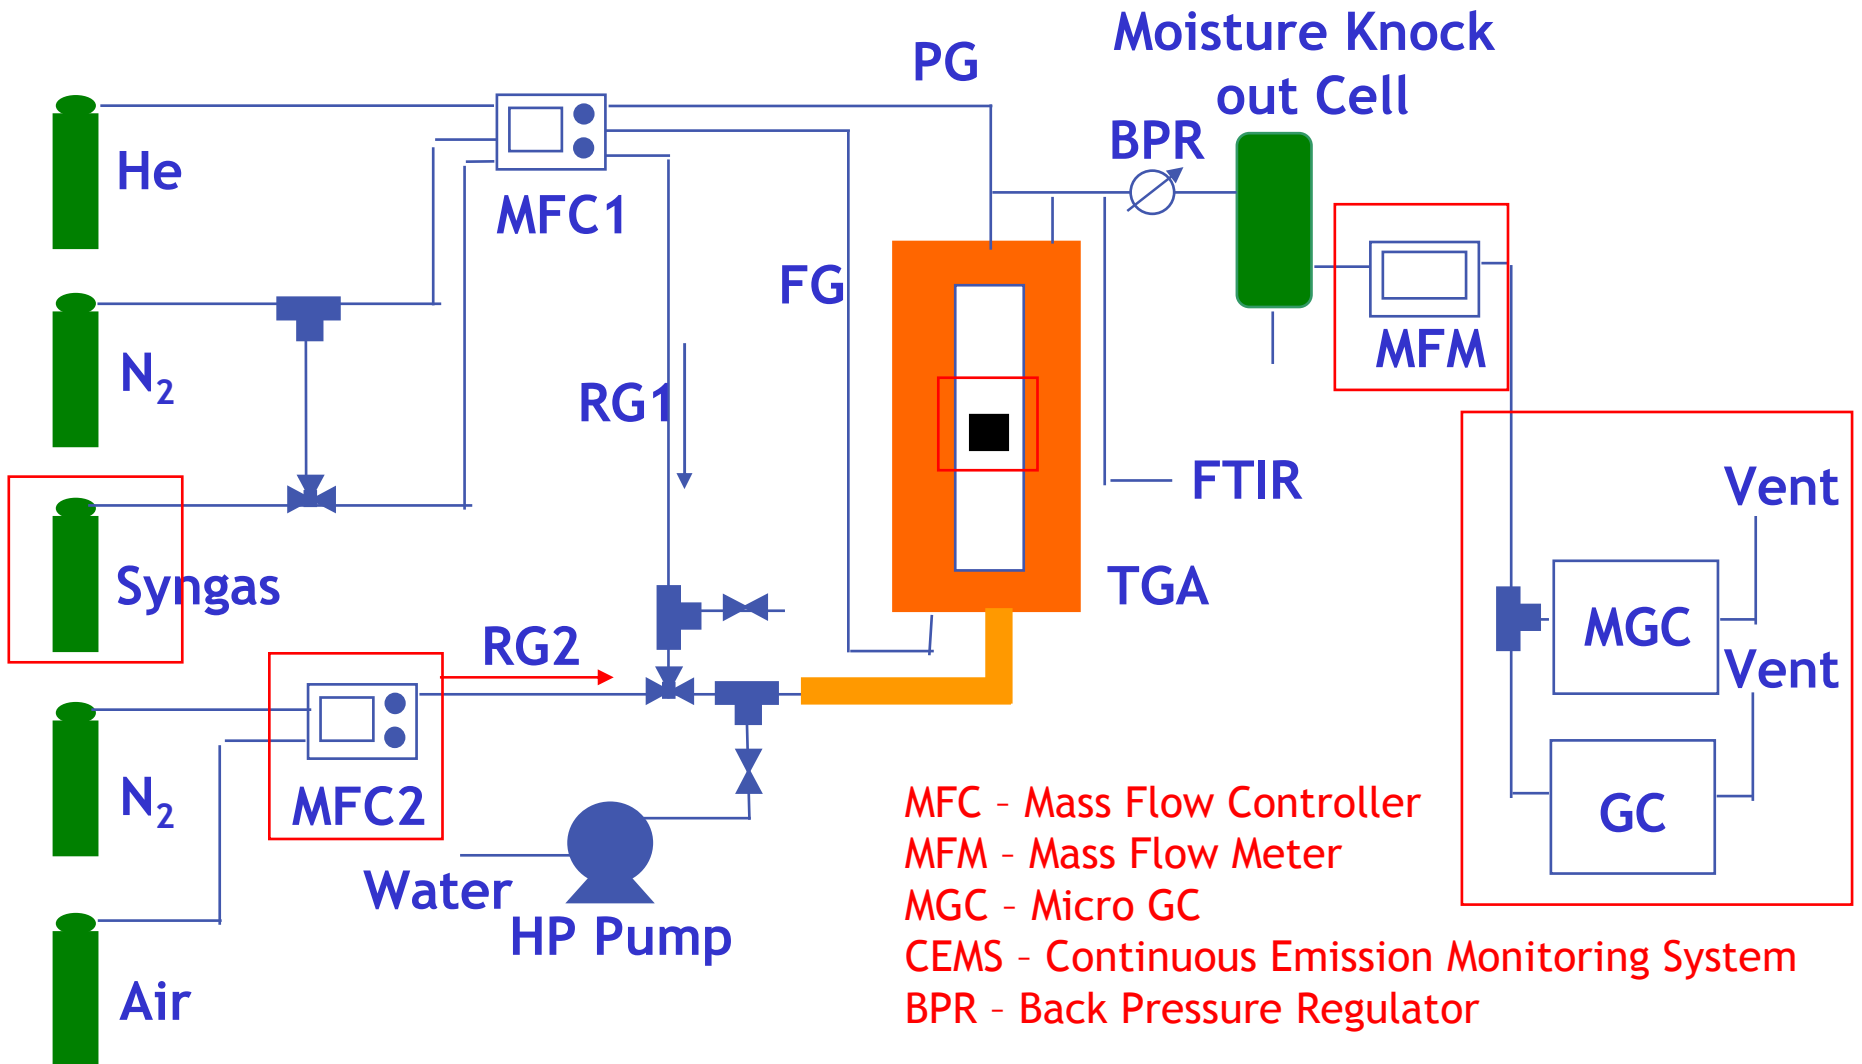 Moisture Knock
out Cell
PG
BPR
He
MFC1
FG
MFM
N2
RG1
FTIR
Vent
Syngas
TGA
RG2
MGC
Vent
N2
MFC2
GC
Water
HP Pump
Air
MFC – Mass Flow Controller
MFM – Mass Flow Meter
MGC – Micro GC
CEMS – Continuous Emission Monitoring System
BPR – Back Pressure Regulator